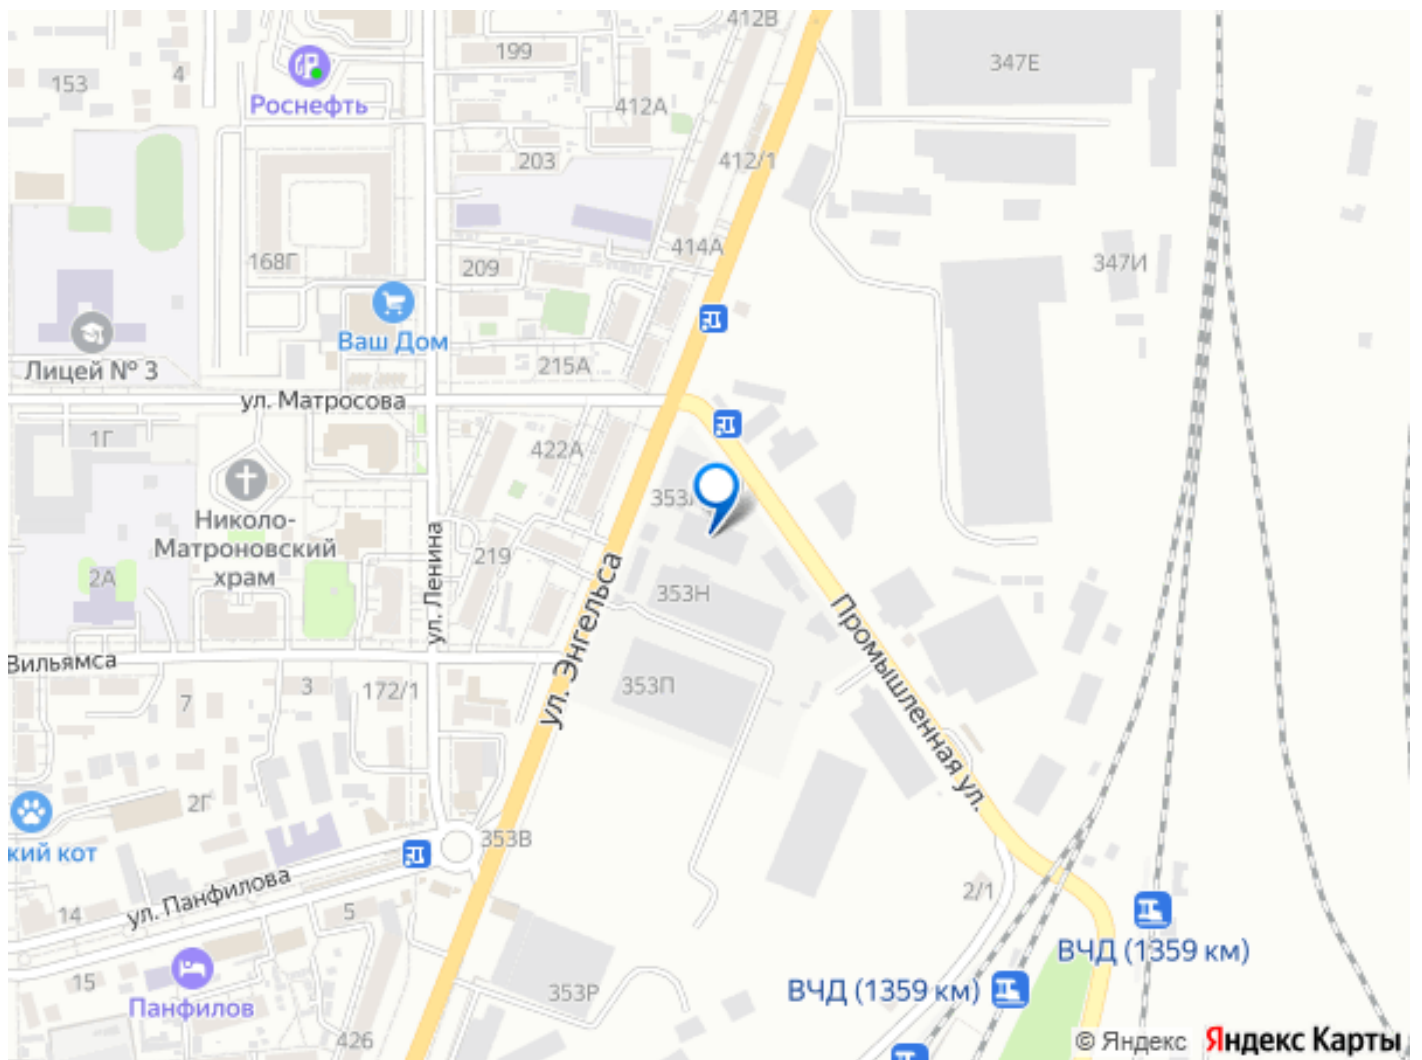 412В
199
347Е
153
4
Роснефть
412А
203
412/1
414А
168Г
209
347И
Ваш Дом
215А
Лицей № 3
ул. Матросова
1Г
422А
Николо-
Матроновский
храм
219
ул. Ленина
2А
353Н
ул. Энгельса
Промышленная ул.
Вильямса
3
172/1
353П
7
2Г
кий кот
353В
ул. Панфилова
14
5
2/1
ВЧД (1359 км)
15
Панфилов
ВЧД (1359 км)
353Р
426
© Яндекс
Яндекс Карты